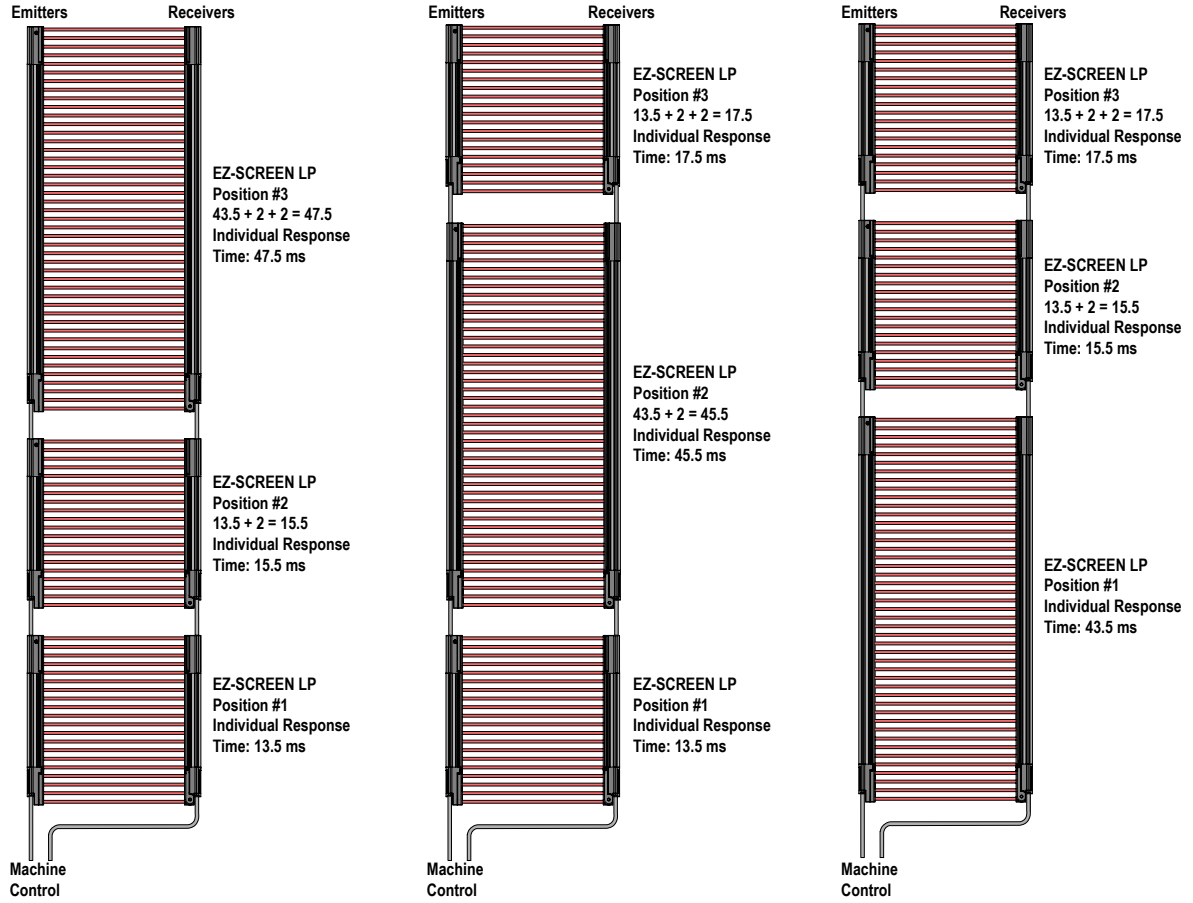 Emitters Receivers
EZ-SCREEN LP
Position #3
43.5 + 2 + 2 = 47.5
Individual Response
Time: 47.5 ms
EZ-SCREEN LP
Position #2
13.5 + 2 = 15.5
Individual Response
Time: 15.5 ms
EZ-SCREEN LP
Position #1
Individual Response
Time: 13.5 ms
Machine
Control
Emitters Receivers
EZ-SCREEN LP
Position #3
13.5 + 2 + 2 = 17.5
Individual Response
Time: 17.5 ms
EZ-SCREEN LP
Position #2
43.5 + 2 = 45.5
Individual Response
Time: 45.5 ms
EZ-SCREEN LP
Position #1
Individual Response
Time: 13.5 ms
Machine
Control
Emitters Receivers
EZ-SCREEN LP
Position #3
13.5 + 2 + 2 = 17.5
Individual Response
Time: 17.5 ms
EZ-SCREEN LP
Position #2
13.5 + 2 = 15.5
Individual Response
Time: 15.5 ms
EZ-SCREEN LP
Position #1
Individual Response
Time: 43.5 ms
Machine
Control